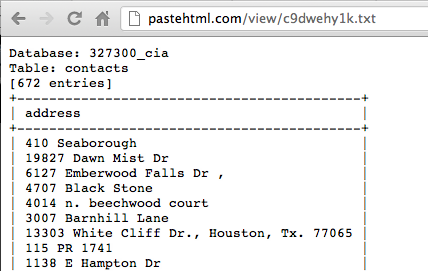 pastehtml.com/view/c9dwehy1k.txt
Database: 327300_cia
Table: contacts
[672 entries]
+------------------------------------------+
| address |
+------------------------------------------+
| 410 Seaborough |
| 19827 Dawn Mist Dr |
| 6127 Emberwood Falls Dr , |
| 4707 Black Stone |
| 4014 n. beechwood court |
| 3007 Barnhill Lane |
| 13303 White Cliff Dr., Houston, Tx. 77065 |
| 115 PR 1741 |
| 1138 E Hampton Dr |